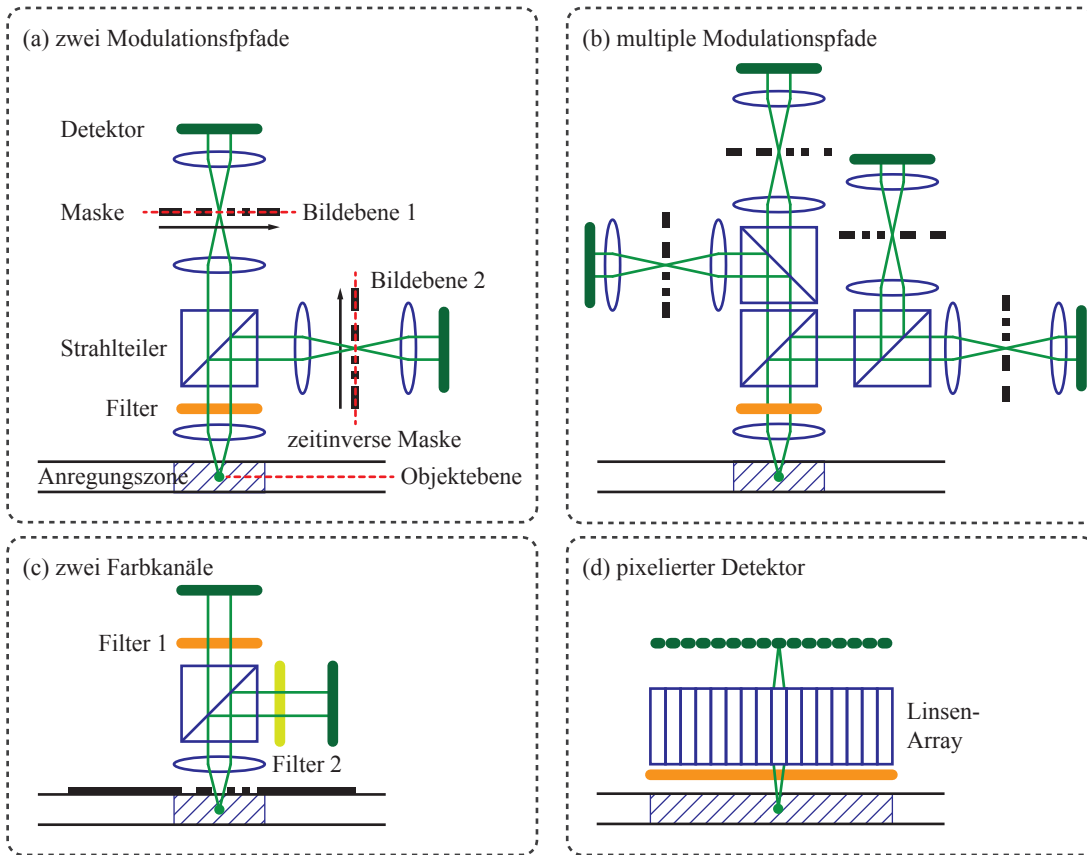 (a) zwei Modulationsfpfade
Detektor
Maske
Bildebene 1
Bildebene 2
Strahlteiler
Filter
zeitinverse Maske
Anregungszone
Objektebene
(b) multiple Modulationspfade
(c) zwei Farbkanäle
Filter 1
Filter 2
(d) pixelierter Detektor
Linsen-
Array